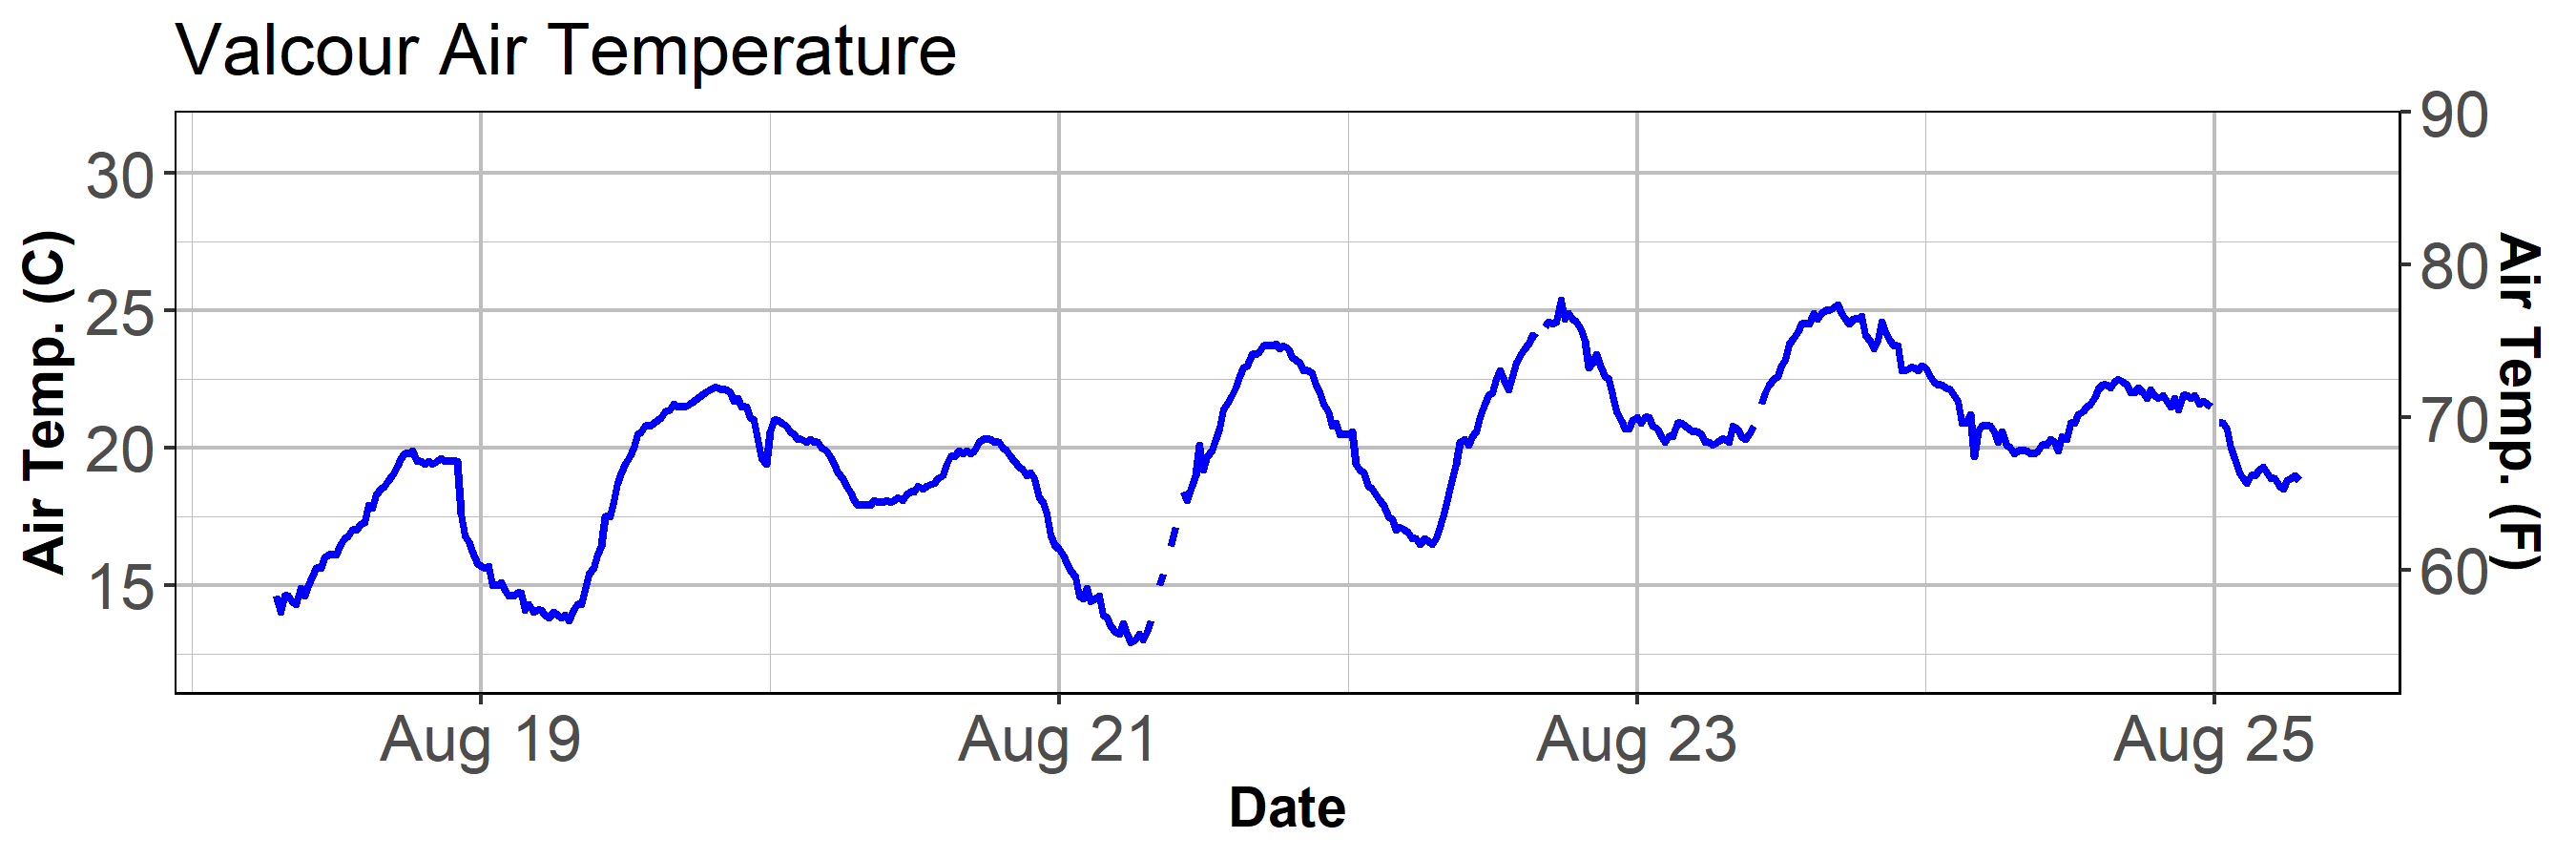 Valcour Air Temperature
Air Temp. (C)
30
25
20
15
90
80
70
60
Air Temp. (F)
Aug 19
Aug 21
Aug 23
Aug 25
Date